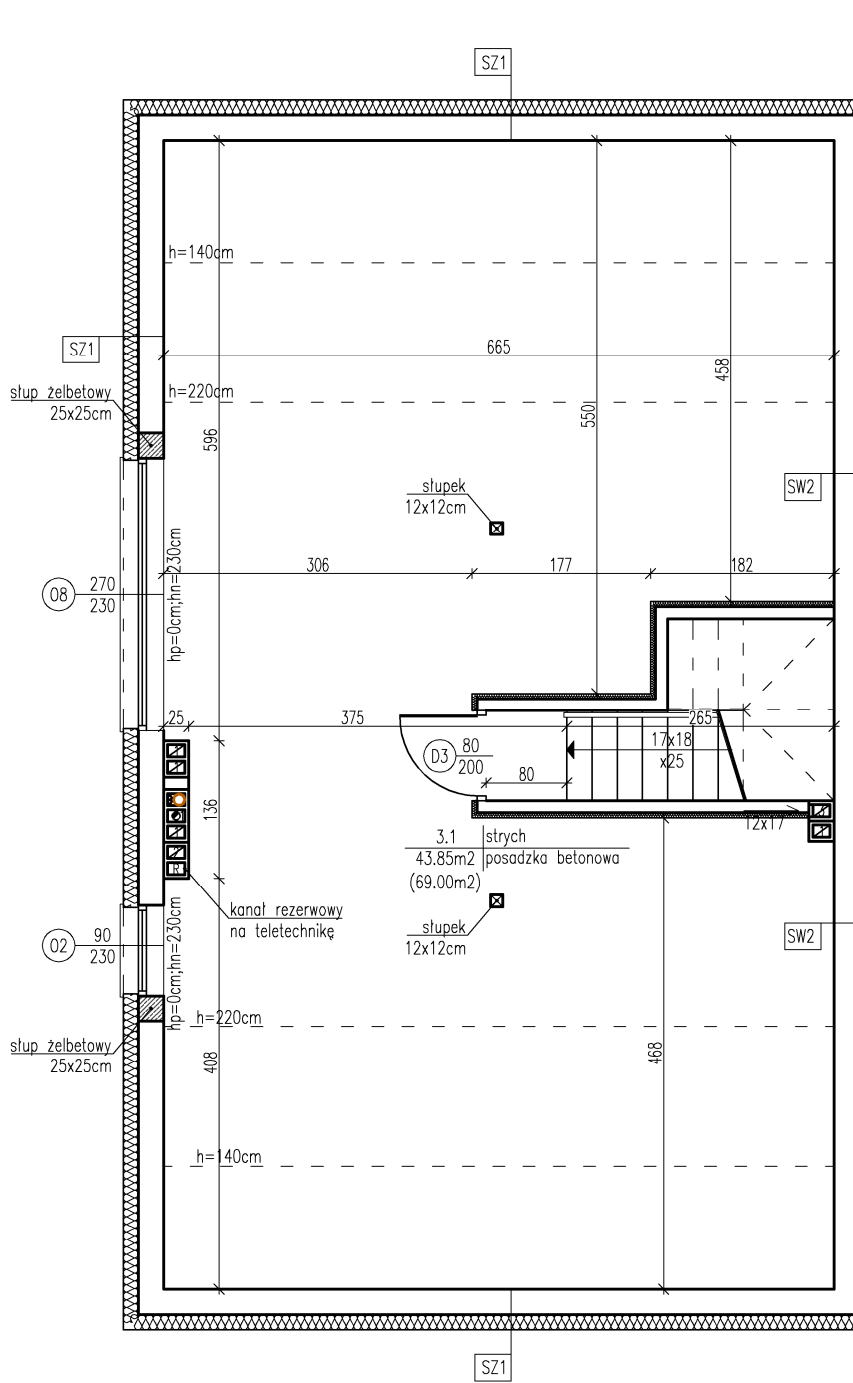 SZ1
h=140cm
SZ1
665
458
słup żelbetowy
25x25cm
h=220cm
550
596
słupek
12x12cm
SW2
306
177
182
08
270
230
hp=0cm;hn=230cm
25
375
265
D3
80
200
17x18
x25
80
136
12x17
3.1
strych
43.85m2
posadzka betonowa
(69.00m2)
R
kanał rezerwowy
na teletechnikę
słupek
12x12cm
02
90
230
hp=0cm;hn=230cm
SW2
h=220cm
słup żelbetowy
25x25cm
408
468
h=140cm
SZ1